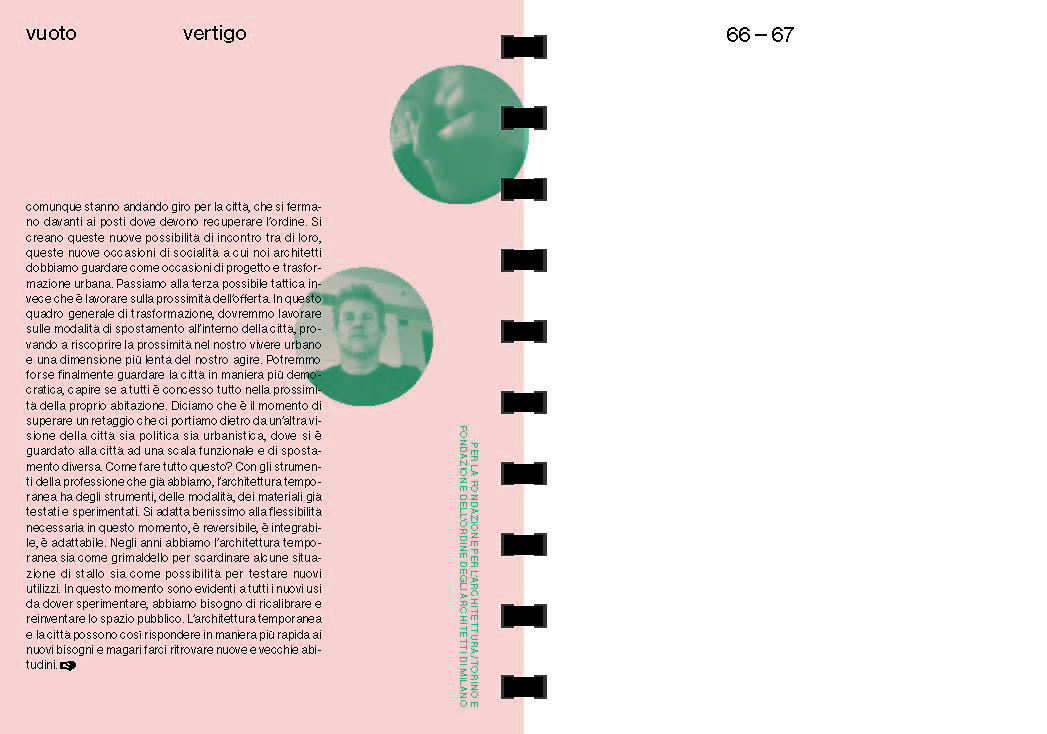 vuoto
vertigo
66 – 67
comunque stanno andando giro per la città, che si ferma-
no davanti ai posti dove devono recuperare l'ordine. Si
creano queste nuove possibilità di incontro tra di loro,
queste nuove occasioni di socialità a cui noi architetti
dobbiamo guardare come occasioni di progetto e trasfor-
mazione urbana. Passiamo alla terza possibile tattica in-
vece che è lavorare sulla prossimità dell'offerta. In questo
quadro generale di trasformazione, dovremmo lavorare
sulle modalità di spostamento all'interno della città, pro-
vando a riscoprire la prossimità nel nostro vivere urbano
e una dimensione più lenta del nostro agire. Potremmo
forse finalmente guardare la città in maniera più demo-
cratica, capire se a tutti è concesso tutto nella prossimi-
tà della proprio abitazione. Diciamo che è il momento di
superare un retaggio che ci portiamo dietro da un'altra vi-
sione della città sia politica sia urbanistica, dove si è
guardato alla città ad una scala funzionale e di sposta-
mento diversa. Come fare tutto questo? Con gli strumen-
ti della professione che già abbiamo, l'architettura tempo-
ranea ha degli strumenti, delle modalità, dei materiali già
testati e sperimentati. Si adatta benissimo alla flessibilità
necessaria in questo momento, è reversibile, è integrabi-
le, è adattabile. Negli anni abbiamo l'architettura tempo-
ranea sia come grimaldello per scardinare alcune situa-
zione di stallo sia come possibilità per testare nuovi
utilizzi. In questo momento sono evidenti a tutti i nuovi usi
da dover sperimentare, abbiamo bisogno di ricalibrare e
reinventare lo spazio pubblico. L'architettura temporanea
e la città possono così rispondere in maniera più rapida ai
nuovi bisogni e magari farci ritrovare nuove e vecchie abi-
tudini.
PER LA FONDAZIONE PER L'ARCHITETTURA / TORINO E
FONDAZIONE DELL'ORDINE DEGLI ARCHITETTI DI MILANO